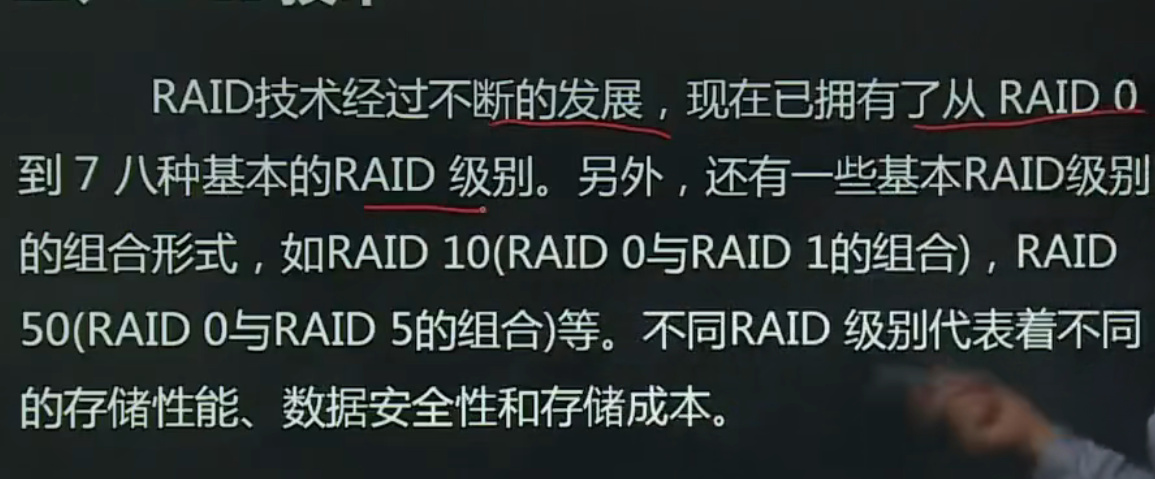 RAID技术经过不断的发展，现在已拥有了从 RAID 0
到 7 八种基本的RAID 级别。另外，还有一些基本RAID级别
的组合形式，如RAID 10(RAID 0与RAID 1的组合)，RAID
50(RAID 0与RAID 5的组合)等。不同RAID 级别代表着不同
的存储性能、数据安全性和存储成本。